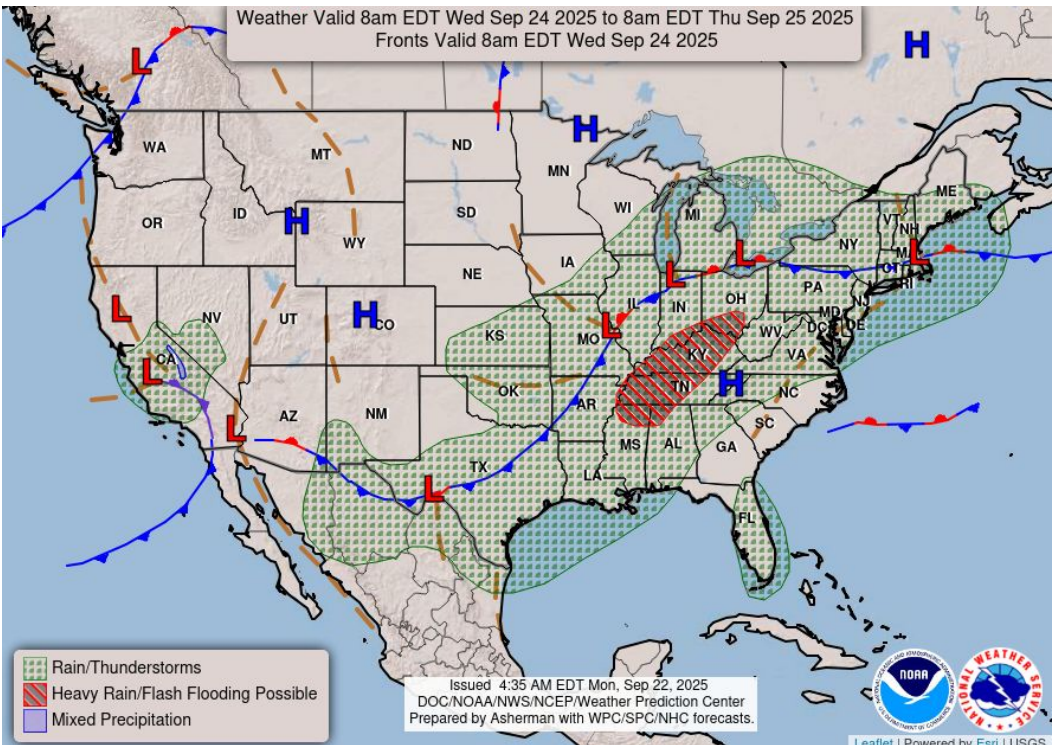 Weather Valid 8am EDT Wed Sep 24 2025 to 8am EDT Thu Sep 25 2025
Fronts Valid 8am EDT Wed Sep 24 2025
H
L
H
WA
MT
ND
MN
ME
WI
MI
VT
NH
OR
ID
H
WY
SD
NY
MA
L
L
CT
RI
IA
L
NE
PA
L
NV
UT
H
CO
IL
IN
OH
NJ
MD
DE
DC
L
KS
MO
WV
CA
KY
VA
L
OK
TN
H
NC
AR
L
AZ
NM
SC
MS
AL
GA
TX
LA
L
FL
Rain/Thunderstorms
Heavy Rain/Flash Flooding Possible
Mixed Precipitation
Issued 4:35 AM EDT Mon, Sep 22, 2025
DOC/NOAA/NWS/NCEP/Weather Prediction Center
Prepared by Asherman with WPC/SPC/NHC forecasts.
NOAA
NATIONAL WEATHER SERVICE
Leaflet | Powered by Esri | USGS